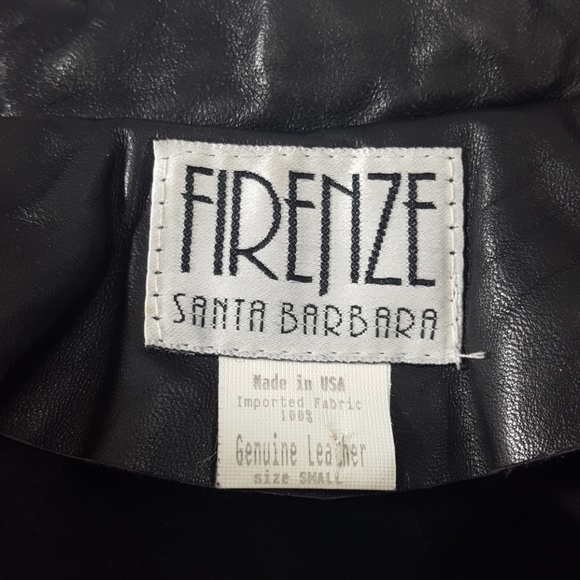 FIRENZE
SANTA BARBARA
Made in USA
Imported Fabric
100%
Genuine Leather
size SMALL